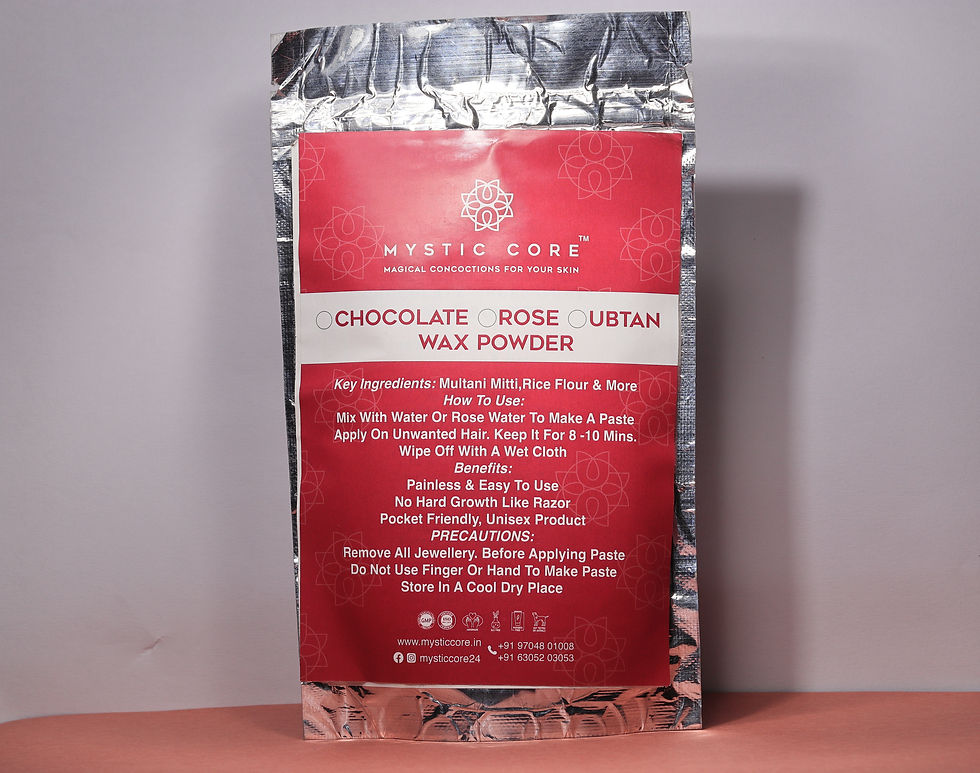 MYSTIC CORE™
MAGICAL CONCOCTIONS FOR YOUR SKIN
CHOCOLATE ROSE UBTAN
WAX POWDER
Key Ingredients: Multani Mitti,Rice Flour & More
How To Use:
Mix With Water Or Rose Water To Make A Paste
Apply On Unwanted Hair. Keep It For 8 -10 Mins.
Wipe Off With A Wet Cloth
Benefits:
Painless & Easy To Use
No Hard Growth Like Razor
Pocket Friendly, Unisex Product
PRECAUTIONS:
Remove All Jewellery. Before Applying Paste
Do Not Use Finger Or Hand To Make Paste
Store In A Cool Dry Place
GMP ISO
www.mysticcore.in
mysticcore24
+91 97048 01008
+91 63052 03053